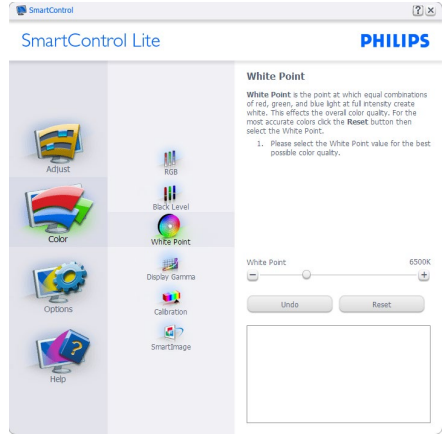 SmartControl
SmartControl Lite
PHILIPS
Adjust
Color
Options
Help
RGB
Black Level
White Point
Display Gamma
Calibration
SmartImage
White Point
White Point is the point at which equal combinations
of red, green, and blue light at full intensity create
white. This effects the overall color quality. For the
most accurate colors click the Reset button then
select the White Point.
1. Please select the White Point value for the best
possible color quality.
White Point 6500K
Undo
Reset